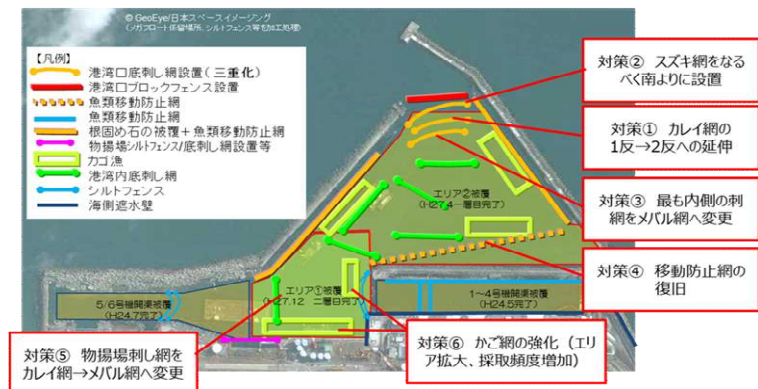 © GeoEye/日本スペースイメージング
(メガフロート係留場所、シルトフェンス等を加工処理)
【凡例】
港湾口底刺し網設置(三重化)
港湾口ブロックフェンス設置
魚類移動防止網
魚類移動防止網
根固め石の被覆+魚類移動防止網
物揚場シルトフェンス/底刺し網設置等
カゴ漁
港湾内底刺し網
シルトフェンス
海側遮水壁
対策② スズキ網をなる
べく南よりに設置
対策① カレイ網の
1反→2反への延伸
対策③ 最も内側の刺
網をメバル網へ変更
対策④ 移動防止網の
復旧
エリア②被覆
(H27.4一層目完了)
エリア①被覆
(H27.12 二層目完了)
5/6号機開渠被覆
(H24.7完了)
1~4号機開渠被覆
(H24.5完了)
対策⑤ 物揚場刺し網を
カレイ網→メバル網へ変更
対策⑥ かご網の強化(エリ
ア拡大、採取頻度増加)